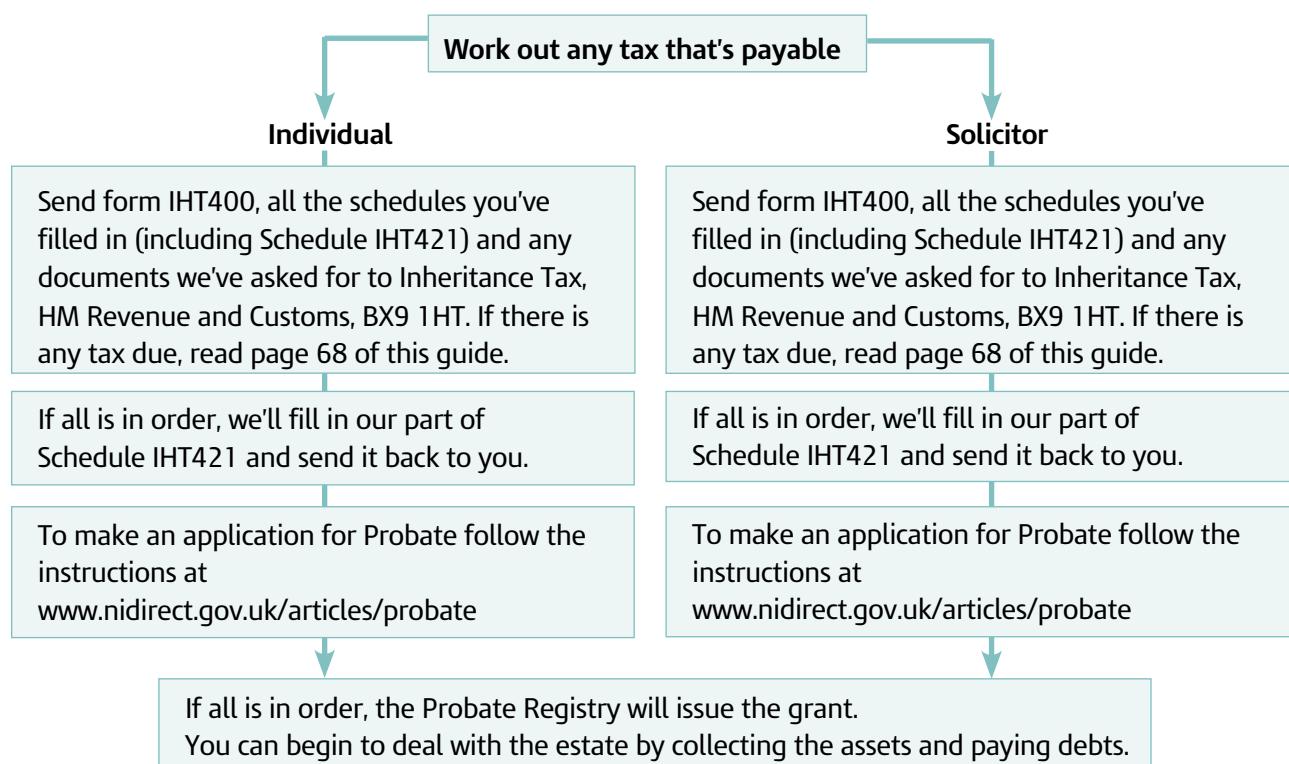 Work out any tax that's payable
Individual
Send form IHT400, all the schedules you've
filled in (including Schedule IHT421) and any
documents we've asked for to Inheritance Tax,
HM Revenue and Customs, BX9 1HT. If there is
any tax due, read page 68 of this guide.
If all is in order, we'll fill in our part of
Schedule IHT421 and send it back to you.
To make an application for Probate follow the
instructions at
www.nidirect.gov.uk/articles/probate
Solicitor
Send form IHT400, all the schedules you've
filled in (including Schedule IHT421) and any
documents we've asked for to Inheritance Tax,
HM Revenue and Customs, BX9 1HT. If there is
any tax due, read page 68 of this guide.
If all is in order, we'll fill in our part of
Schedule IHT421 and send it back to you.
To make an application for Probate follow the
instructions at
www.nidirect.gov.uk/articles/probate
If all is in order, the Probate Registry will issue the grant.
You can begin to deal with the estate by collecting the assets and paying debts.